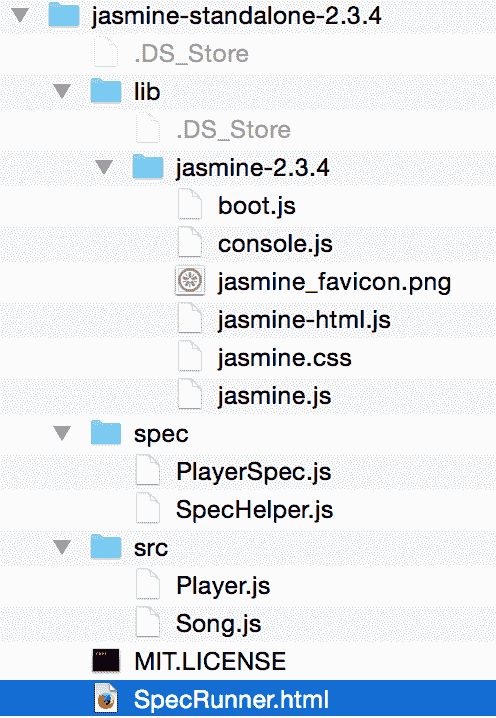 jasmine-standalone-2.3.4
.DS_Store
lib
.DS_Store
jasmine-2.3.4
boot.js
console.js
jasmine_favicon.png
jasmine-html.js
jasmine.css
jasmine.js
spec
PlayerSpec.js
SpecHelper.js
src
Player.js
Song.js
MIT.LICENSE
SpecRunner.html